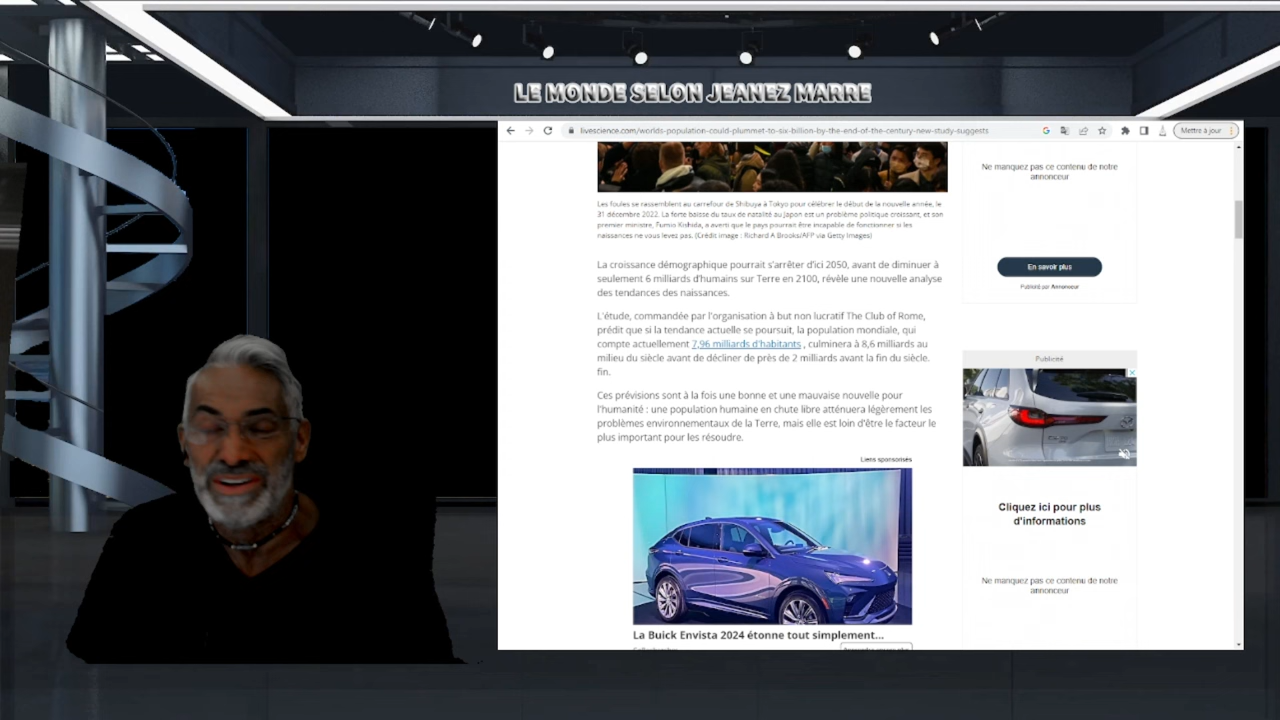 LE MONDE SELON JEANEZ MARRE
livescience.com/worlds-population-could-plummet-to-six-billion-by-the-end-of-the-century-new-study-suggests
Mettre à jour
Les foules se rassemblent au carrefour de Shibuya à Tokyo pour célébrer le début de la nouvelle année, le
31 décembre 2022. La forte baisse du taux de natalité au Japon est un problème politique croissant, et son
premier ministre, Fumio Kishida, a averti que le pays pourrait être incapable de fonctionner si les
naissances ne vous levez pas. (Crédit image : Richard A Brooks/AFP via Getty Images)
La croissance démographique pourrait s'arrêter d'ici 2050, avant de diminuer à
seulement 6 milliards d'humains sur Terre en 2100, révèle une nouvelle analyse
des tendances des naissances.
L'étude, commandée par l'organisation à but non lucratif The Club of Rome,
prédit que si la tendance actuelle se poursuit, la population mondiale, qui
compte actuellement 7,96 milliards d'habitants , culminera à 8,6 milliards au
milieu du siècle avant de décliner de près de 2 milliards avant la fin du siècle.
fin.
Ces prévisions sont à la fois une bonne et une mauvaise nouvelle pour
l'humanité : une population humaine en chute libre atténuera légèrement les
problèmes environnementaux de la Terre, mais elle est loin d'être le facteur le
plus important pour les résoudre.
Liens sponsorisés
La Buick Envista 2024 étonne tout simplement...
Ne manquez pas ce contenu de notre
annonceur
En savoir plus
Publicité par Annonceur
Publicité
Cliquez ici pour plus
d'informations
Ne manquez pas ce contenu de notre
annonceur